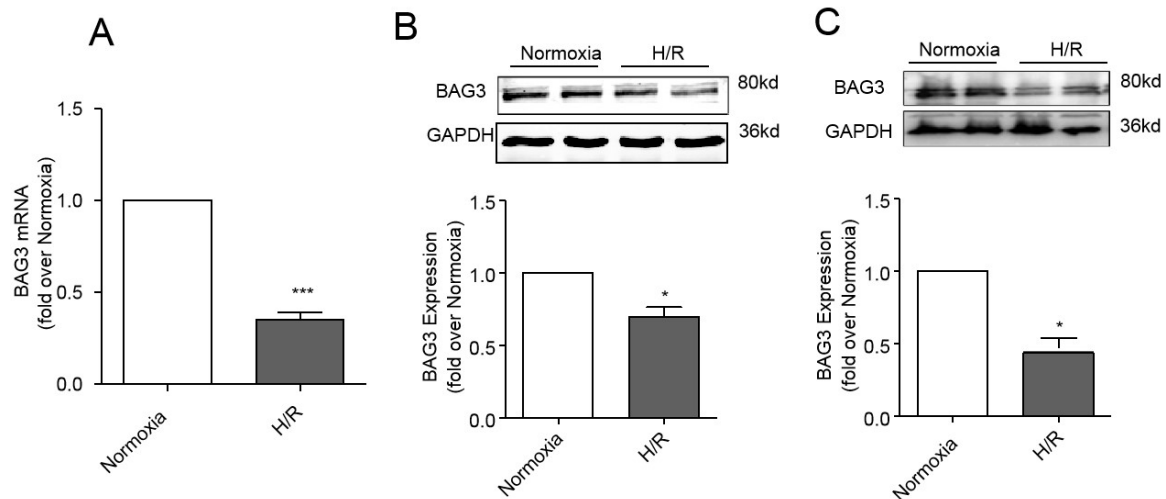 A
BAG3 mRNA
(fold over Normoxia)
1.5
1.0
0.5
0.0
***
Normoxia
H/R
B
Normoxia
H/R
BAG3
80kd
GAPDH
36kd
BAG3 Expression
(fold over Normoxia)
1.5
1.0
0.5
0.0
*
Normoxia
H/R
C
Normoxia
H/R
BAG3
80kd
GAPDH
36kd
BAG3 Expression
(fold over Normoxia)
1.5
1.0
0.5
0.0
*
Normoxia
H/R